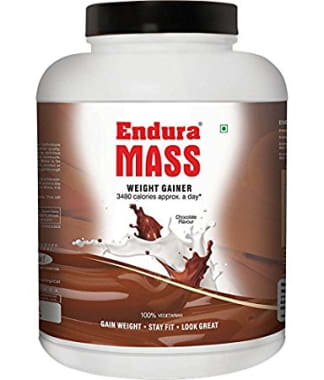 Endura®
MASS
WEIGHT GAINER
3480 calories approx. a day*
Chocolate
Flavour
100% VEGETARIAN
GAIN WEIGHT • STAY FIT • LOOK GREAT